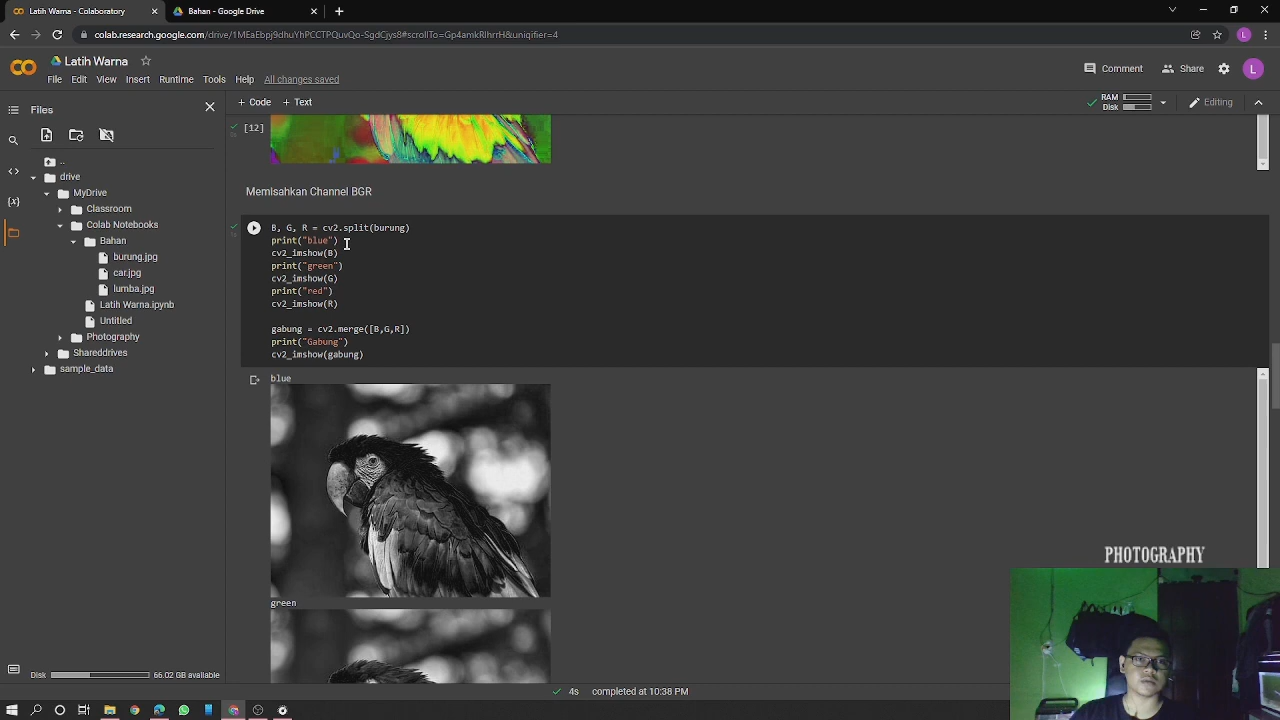 Latih Warna - Colaboratory
Bahan - Google Drive
colab.research.google.com/drive/1MEaEbpj9dhuYhPCCTPQuvQo-SgdCjys8#scrollTo=Gp4amkRIhrrH&uniqifier=4
L
Latih Warna
File Edit View Insert Runtime Tools Help All changes saved
Comment
Share
L
Files
+ Code + Text
RAM
Disk
Editing
..
drive
MyDrive
Classroom
Colab Notebooks
Bahan
burung.jpg
car.jpg
lumba.jpg
Latih Warna.ipynb
Untitled
Photography
Shareddrives
sample_data
[12]
Memisahkan Channel BGR
B, G, R = cv2.split(burung)
print("blue")
cv2_imshow(B)
print("green")
cv2_imshow(G)
print("red")
cv2_imshow(R)
gabung = cv2.merge([B,G,R])
print("Gabung")
cv2_imshow(gabung)
blue
green
PHOTOGRAPHY
Disk
66.02 GB available
4s completed at 10:38 PM